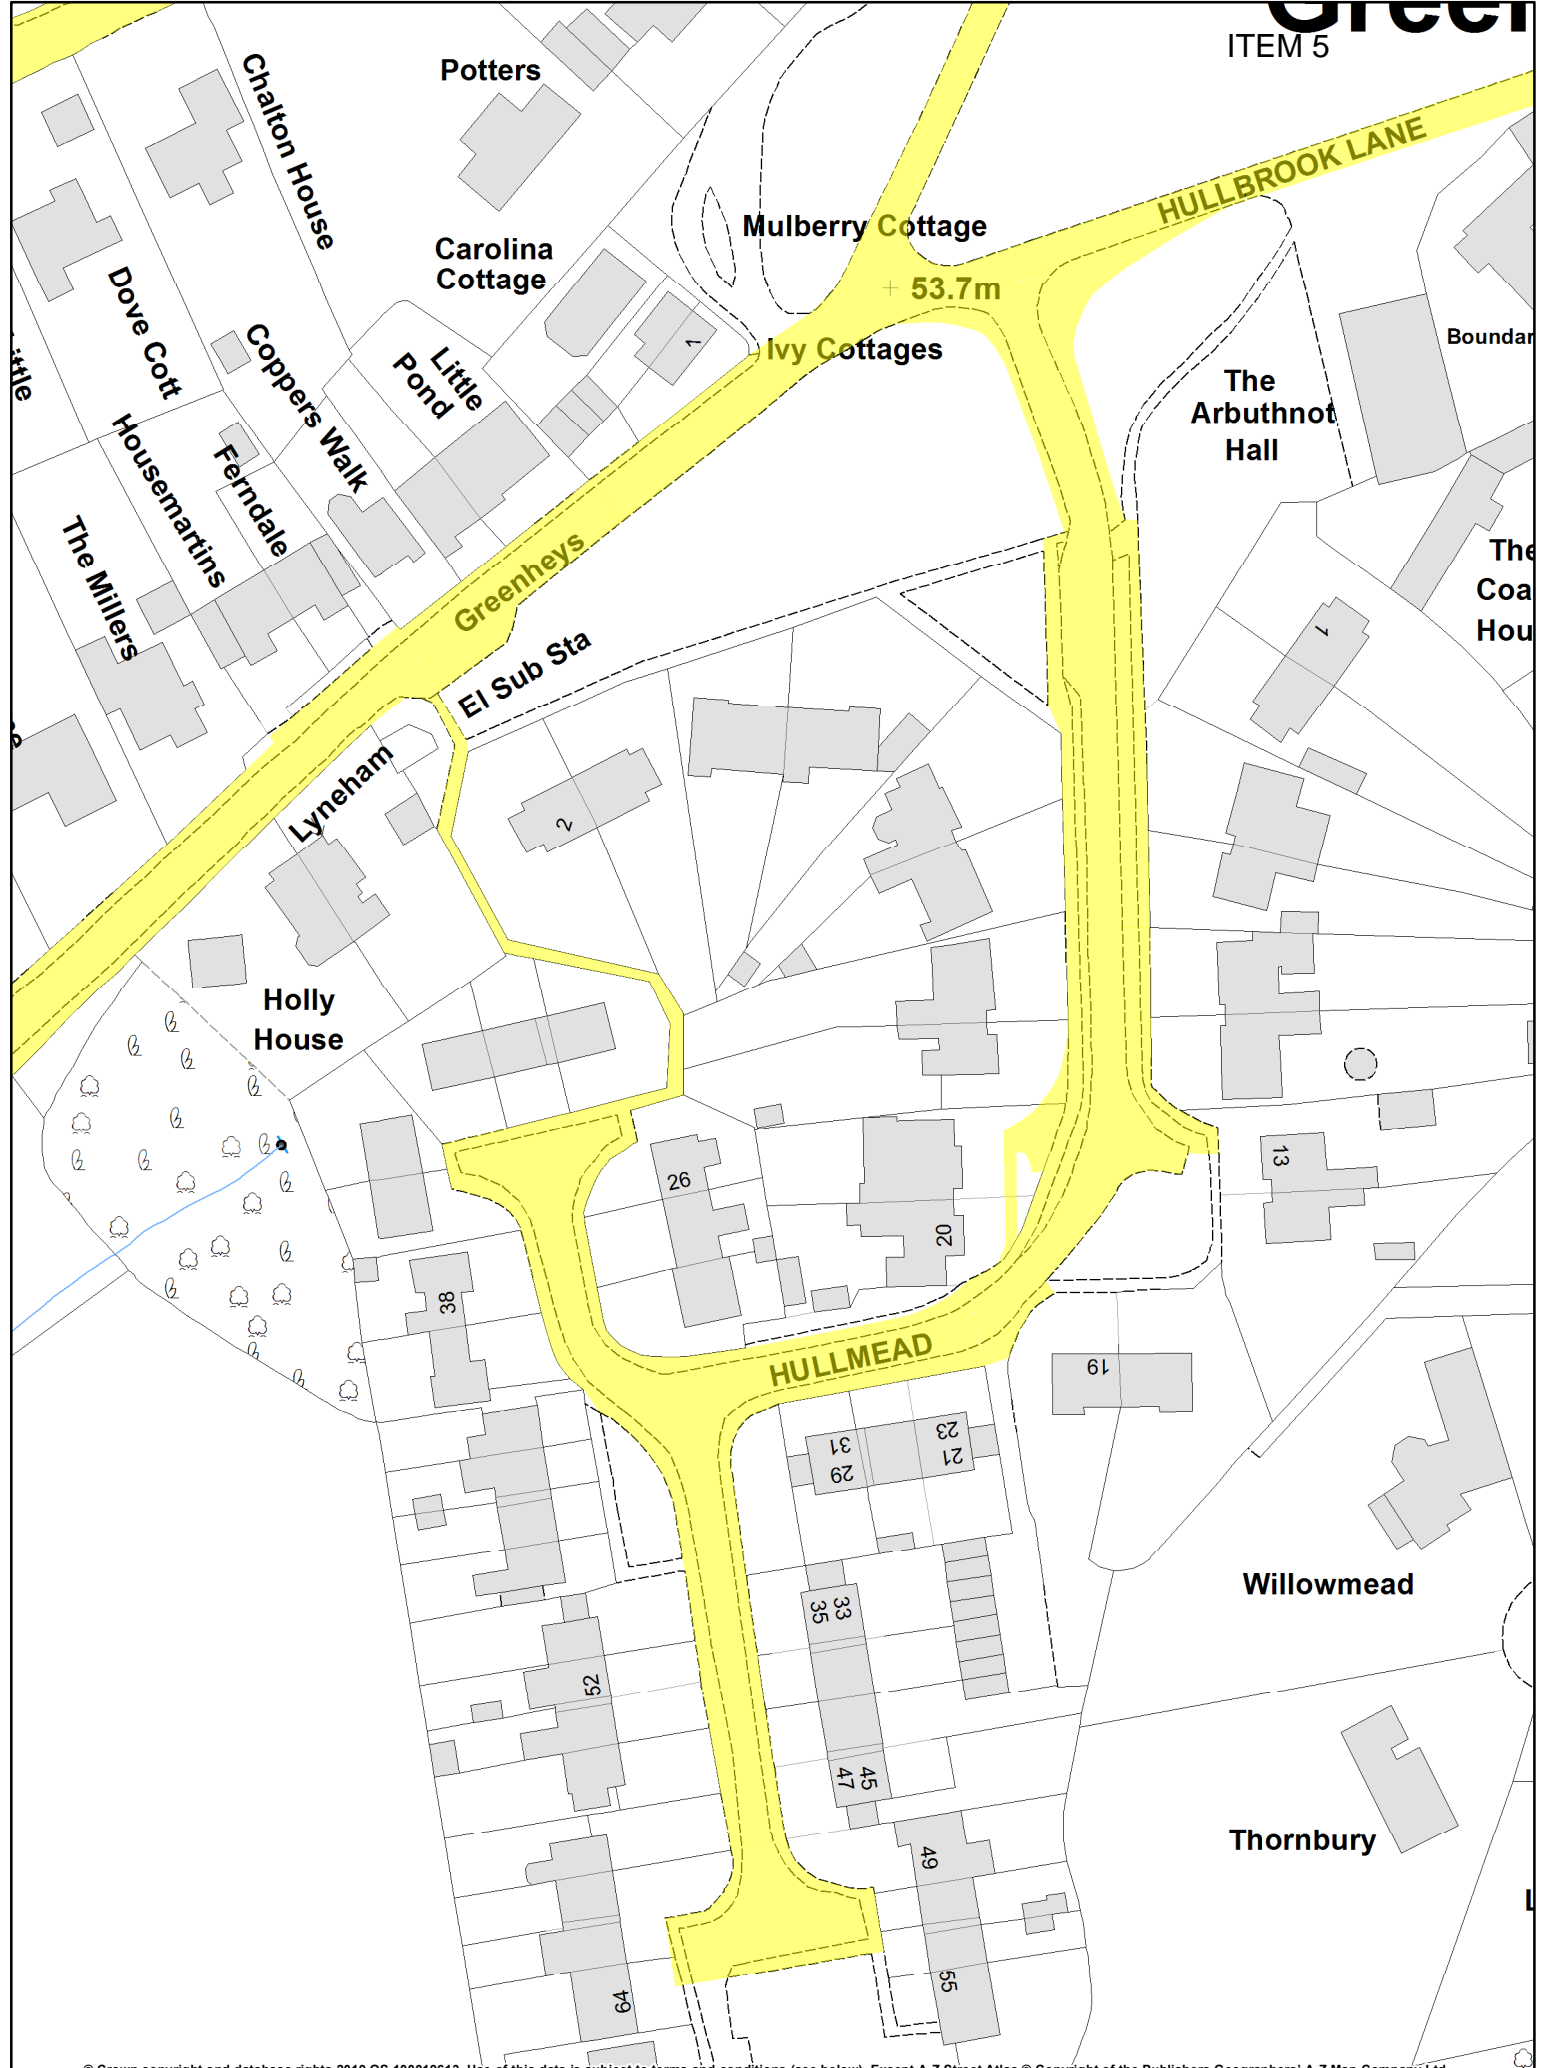 Green
ITEM 5
Potters
Chalton House
HULLBROOK LANE
Mulberry Cottage
Carolina
Cottage
53.7m
Dove Cott
Coppers Walk
Little
Pond
1
Ivy Cottages
Boundar
ittle
The
Arbuthnot
Hall
Housemartins
Ferndale
The Millers
Greenheys
The
Coa
Hou
1
El Sub Sta
Lyneham
2
Holly
House
13
26
20
38
HULLMEAD
19
31
29
23
21
Willowmead
35
33
52
47
45
Thornbury
49
L
55
64